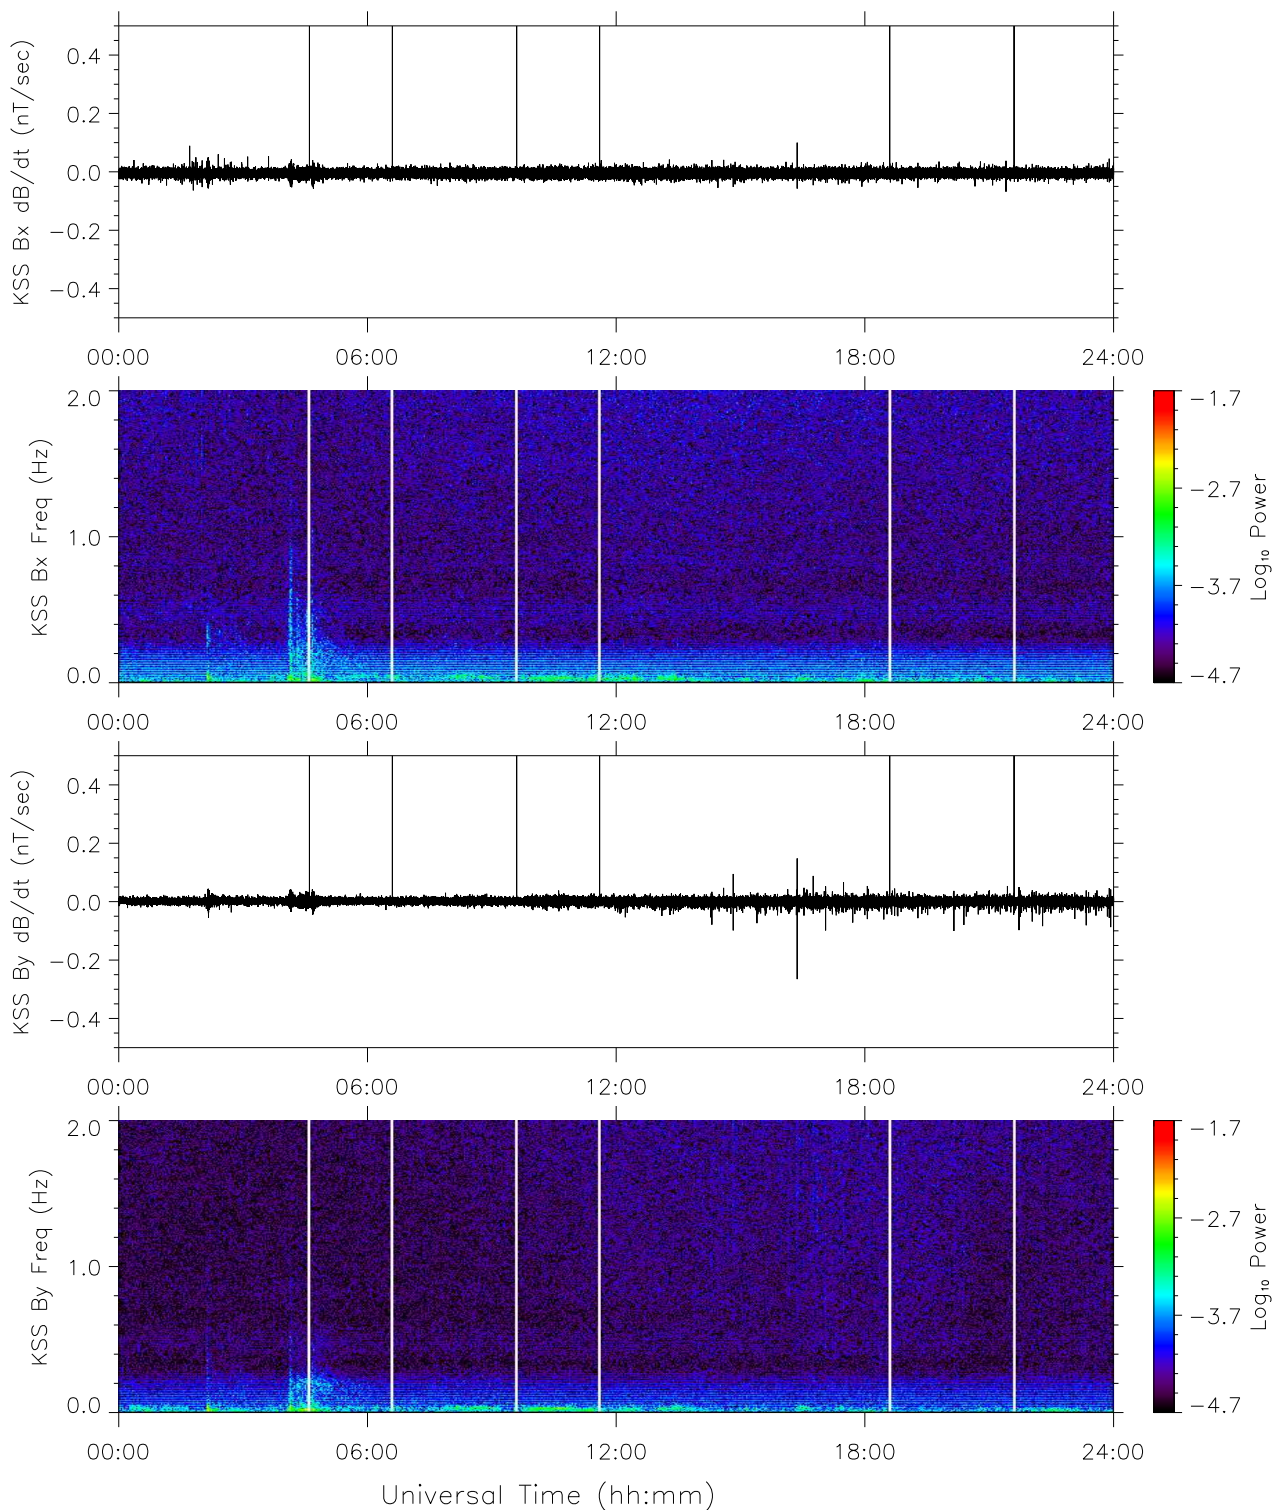 KSS Bx dB/dt (nT/sec)
0.4
0.2
0.0
−0.2
−0.4
00:00 06:00 12:00 18:00 24:00
KSS Bx Freq (Hz)
2.0
1.0
0.0
−1.7
−2.7
−3.7
−4.7
Log10 Power
00:00 06:00 12:00 18:00 24:00
KSS By dB/dt (nT/sec)
0.4
0.2
0.0
−0.2
−0.4
00:00 06:00 12:00 18:00 24:00
KSS By Freq (Hz)
2.0
1.0
0.0
−1.7
−2.7
−3.7
−4.7
Log10 Power
00:00 06:00 12:00 18:00 24:00
Universal Time (hh:mm)